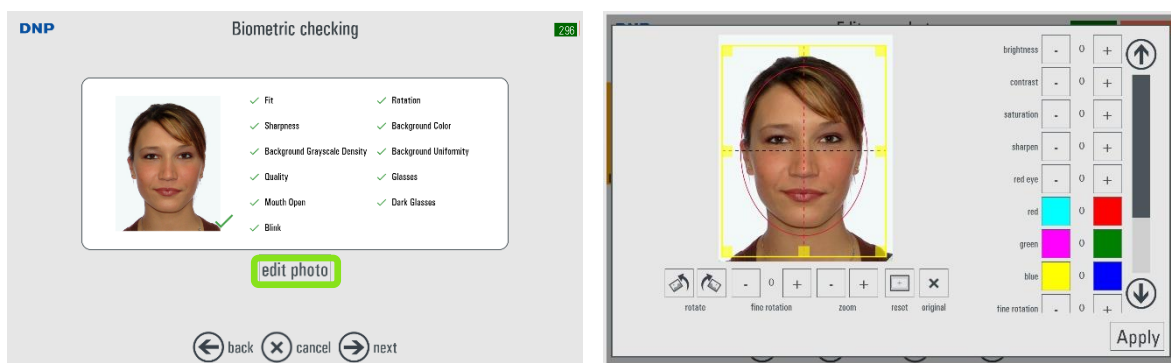 DNP
Biometric checking
296
Fit
Rotation
Sharpness
Background Color
Background Grayscale Density
Background Uniformity
Quality
Glasses
Mouth Open
Dark Glasses
Blink
edit photo
back cancel next
brightness - 0 +
contrast - 0 +
saturation - 0 +
sharpen - 0 +
red eye - 0 +
red 0
green 0
blue 0
fine rotation - 0 +
- 0 + - +
rotate fine rotation zoom reset original
Apply